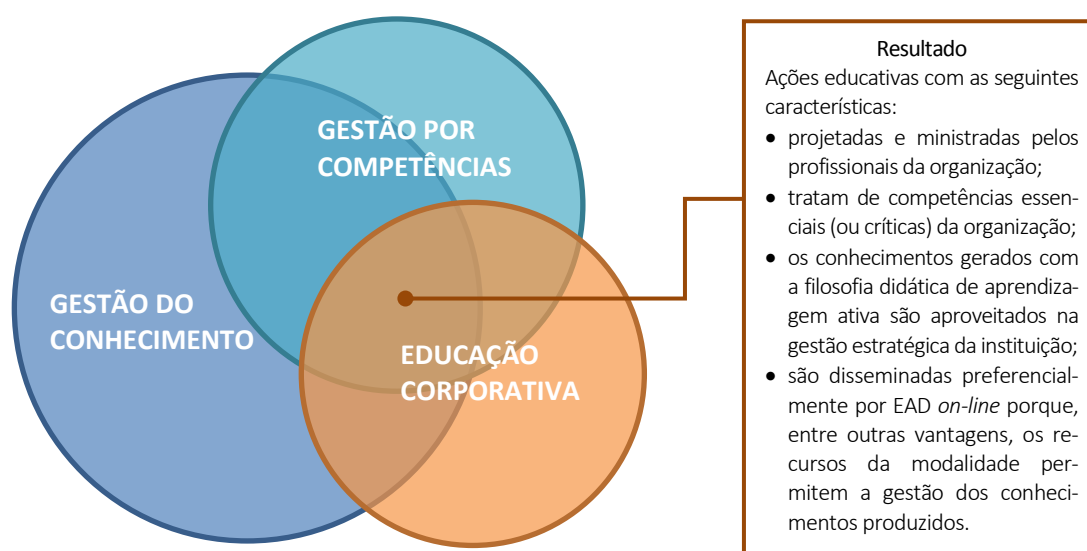 GESTÃO POR
COMPETÊNCIAS
GESTÃO DO
CONHECIMENTO
EDUCAÇÃO
CORPORATIVA
Resultado
Ações educativas com as seguintes
características:
• projetadas e ministradas pelos
profissionais da organização;
• tratam de competências essen-
ciais (ou críticas) da organização;
• os conhecimentos gerados com
a filosofia didática de aprendiza-
gem ativa são aproveitados na
gestão estratégica da instituição;
• são disseminadas preferencial-
mente por EAD on-line porque,
entre outras vantagens, os re-
cursos da modalidade per-
mitem a gestão dos conheci-
mentos produzidos.